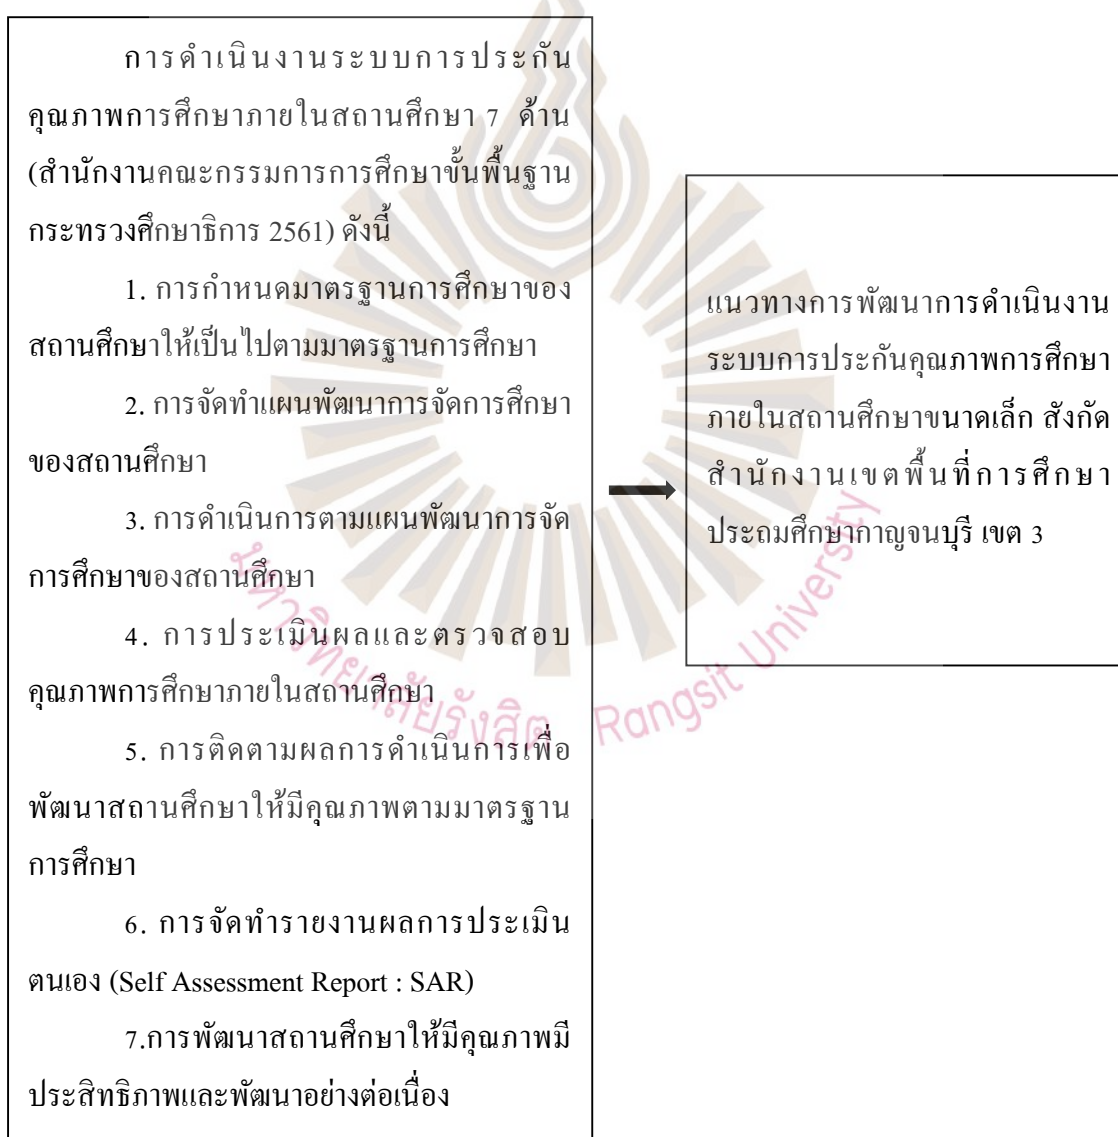 การดำเนินงานระบบการประกัน
คุณภาพการศึกษาภายในสถานศึกษา 7 ด้าน
(สำนักงานคณะกรรมการการศึกษาขั้นพื้นฐาน
กระทรวงศึกษาธิการ 2561) ดังนี้
1. การกำหนดมาตรฐานการศึกษาของ
สถานศึกษาให้เป็นไปตามมาตรฐานการศึกษา
2. การจัดทำแผนพัฒนาการจัดการศึกษา
ของสถานศึกษา
3. การดำเนินการตามแผนพัฒนาการจัด
การศึกษาของสถานศึกษา
4. การประเมินผลและตรวจสอบ
คุณภาพการศึกษาภายในสถานศึกษา
5. การติดตามผลการดำเนินการเพื่อ
พัฒนาสถานศึกษาให้มีคุณภาพตามมาตรฐาน
การศึกษา
6. การจัดทำรายงานผลการประเมิน
ตนเอง (Self Assessment Report : SAR)
7.การพัฒนาสถานศึกษาให้มีคุณภาพมี
ประสิทธิภาพและพัฒนาอย่างต่อเนื่อง
แนวทางการพัฒนาการดำเนินงาน
ระบบการประกันคุณภาพการศึกษา
ภายในสถานศึกษาขนาดเล็ก สังกัด
สำนักงานเขตพื้นที่การศึกษา
ประถมศึกษากาญจนบุรี เขต 3
มหาวิทยาลัยรังสิต Rangsit University